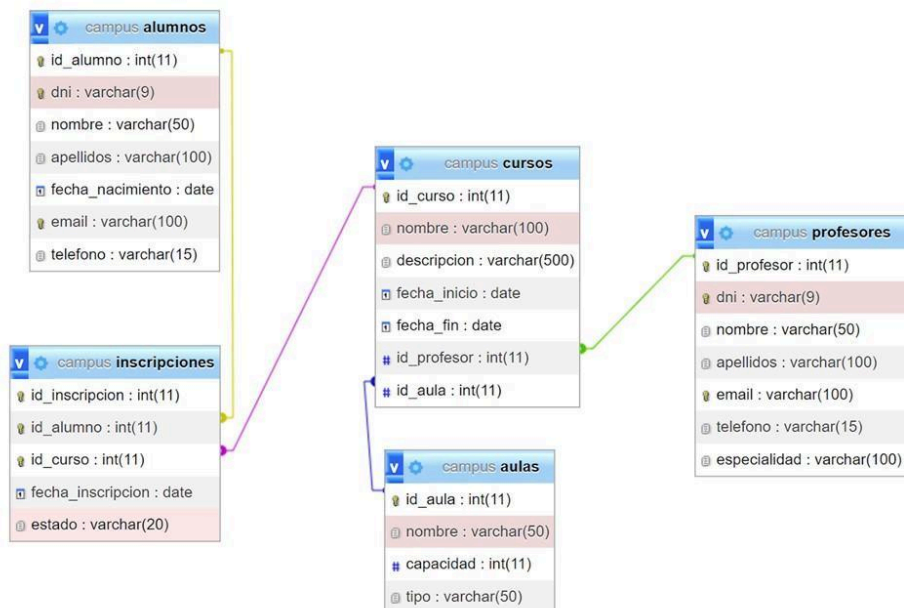 campus alumnos
id_alumno : int(11)
dni : varchar(9)
nombre : varchar(50)
apellidos : varchar(100)
fecha_nacimiento : date
email : varchar(100)
telefono : varchar(15)
campus inscripciones
id_inscripcion : int(11)
id_alumno : int(11)
id_curso : int(11)
fecha_inscripcion : date
estado : varchar(20)
campus cursos
id_curso : int(11)
nombre : varchar(100)
descripcion : varchar(500)
fecha_inicio : date
fecha_fin : date
# id_profesor : int(11)
# id_aula : int(11)
campus aulas
id_aula : int(11)
nombre : varchar(50)
# capacidad : int(11)
tipo : varchar(50)
campus profesores
id_profesor : int(11)
dni : varchar(9)
nombre : varchar(50)
apellidos : varchar(100)
email : varchar(100)
telefono : varchar(15)
especialidad : varchar(100)